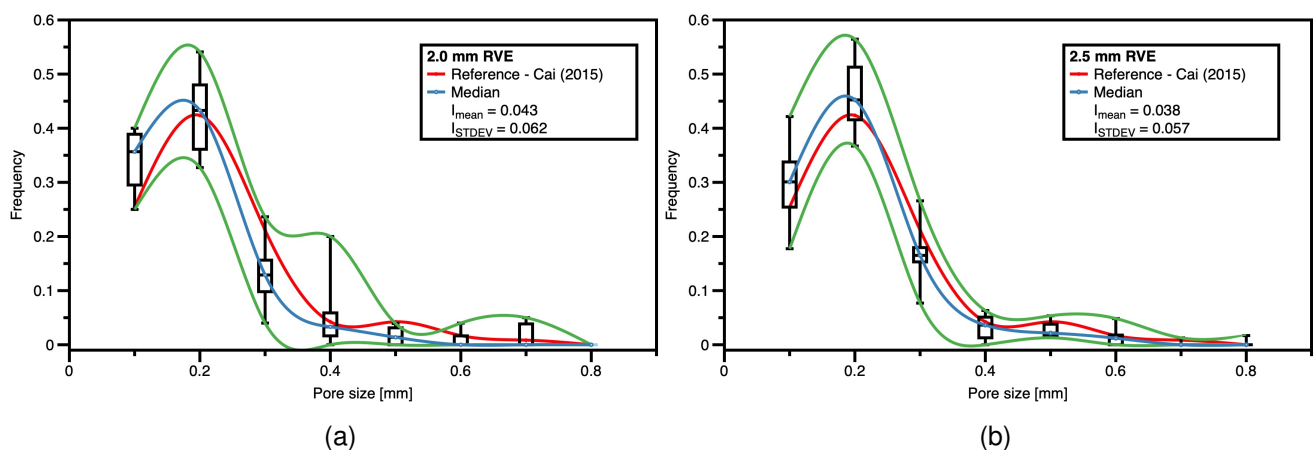 0.6
0.5
0.4
0.3
0.2
0.1
0
Frequency
2.0 mm RVE
Reference - Cai (2015)
Median
Imean = 0.043
ISTDEV = 0.062
0 0.2 0.4 0.6 0.8
Pore size [mm]
(a)
0.6
0.5
0.4
0.3
0.2
0.1
0
Frequency
2.5 mm RVE
Reference - Cai (2015)
Median
Imean = 0.038
ISTDEV = 0.057
0 0.2 0.4 0.6 0.8
Pore size [mm]
(b)